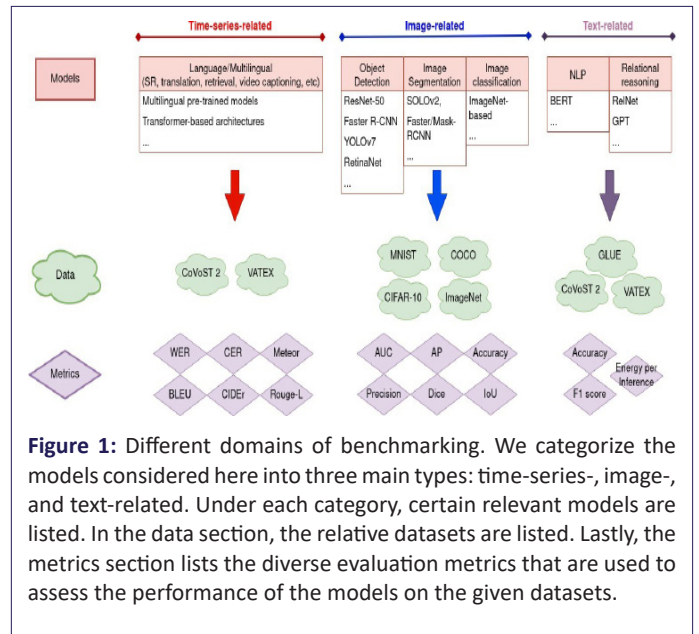 Time-series-related
Image-related
Text-related
Models
Language/Multilingual
(SR, translation, retrieval, video captioning, etc)
Multilingual pre-trained models
Transformer-based architectures
...
Object
Detection
ResNet-50
Faster R-CNN
YOLOv7
RetinaNet
...
Image
Segmentation
SOLOv2,
Faster/Mask-
RCNN
...
Image
classification
ImageNet-
based
...
NLP
BERT
...
Relational
reasoning
RelNet
GPT
...
Data
CoVoST 2
VATEX
MNIST
COCO
CIFAR-10
ImageNet
GLUE
CoVoST 2
VATEX
Metrics
WER
CER
Meteor
BLEU
CIDEr
Rouge-L
AUC
AP
Accuracy
Precision
Dice
IoU
Accuracy
Energy per
Inference
F1 score
Figure 1: Different domains of benchmarking. We categorize the
models considered here into three main types: time-series-, image-,
and text-related. Under each category, certain relevant models are
listed. In the data section, the relative datasets are listed. Lastly, the
metrics section lists the diverse evaluation metrics that are used to
assess the performance of the models on the given datasets.